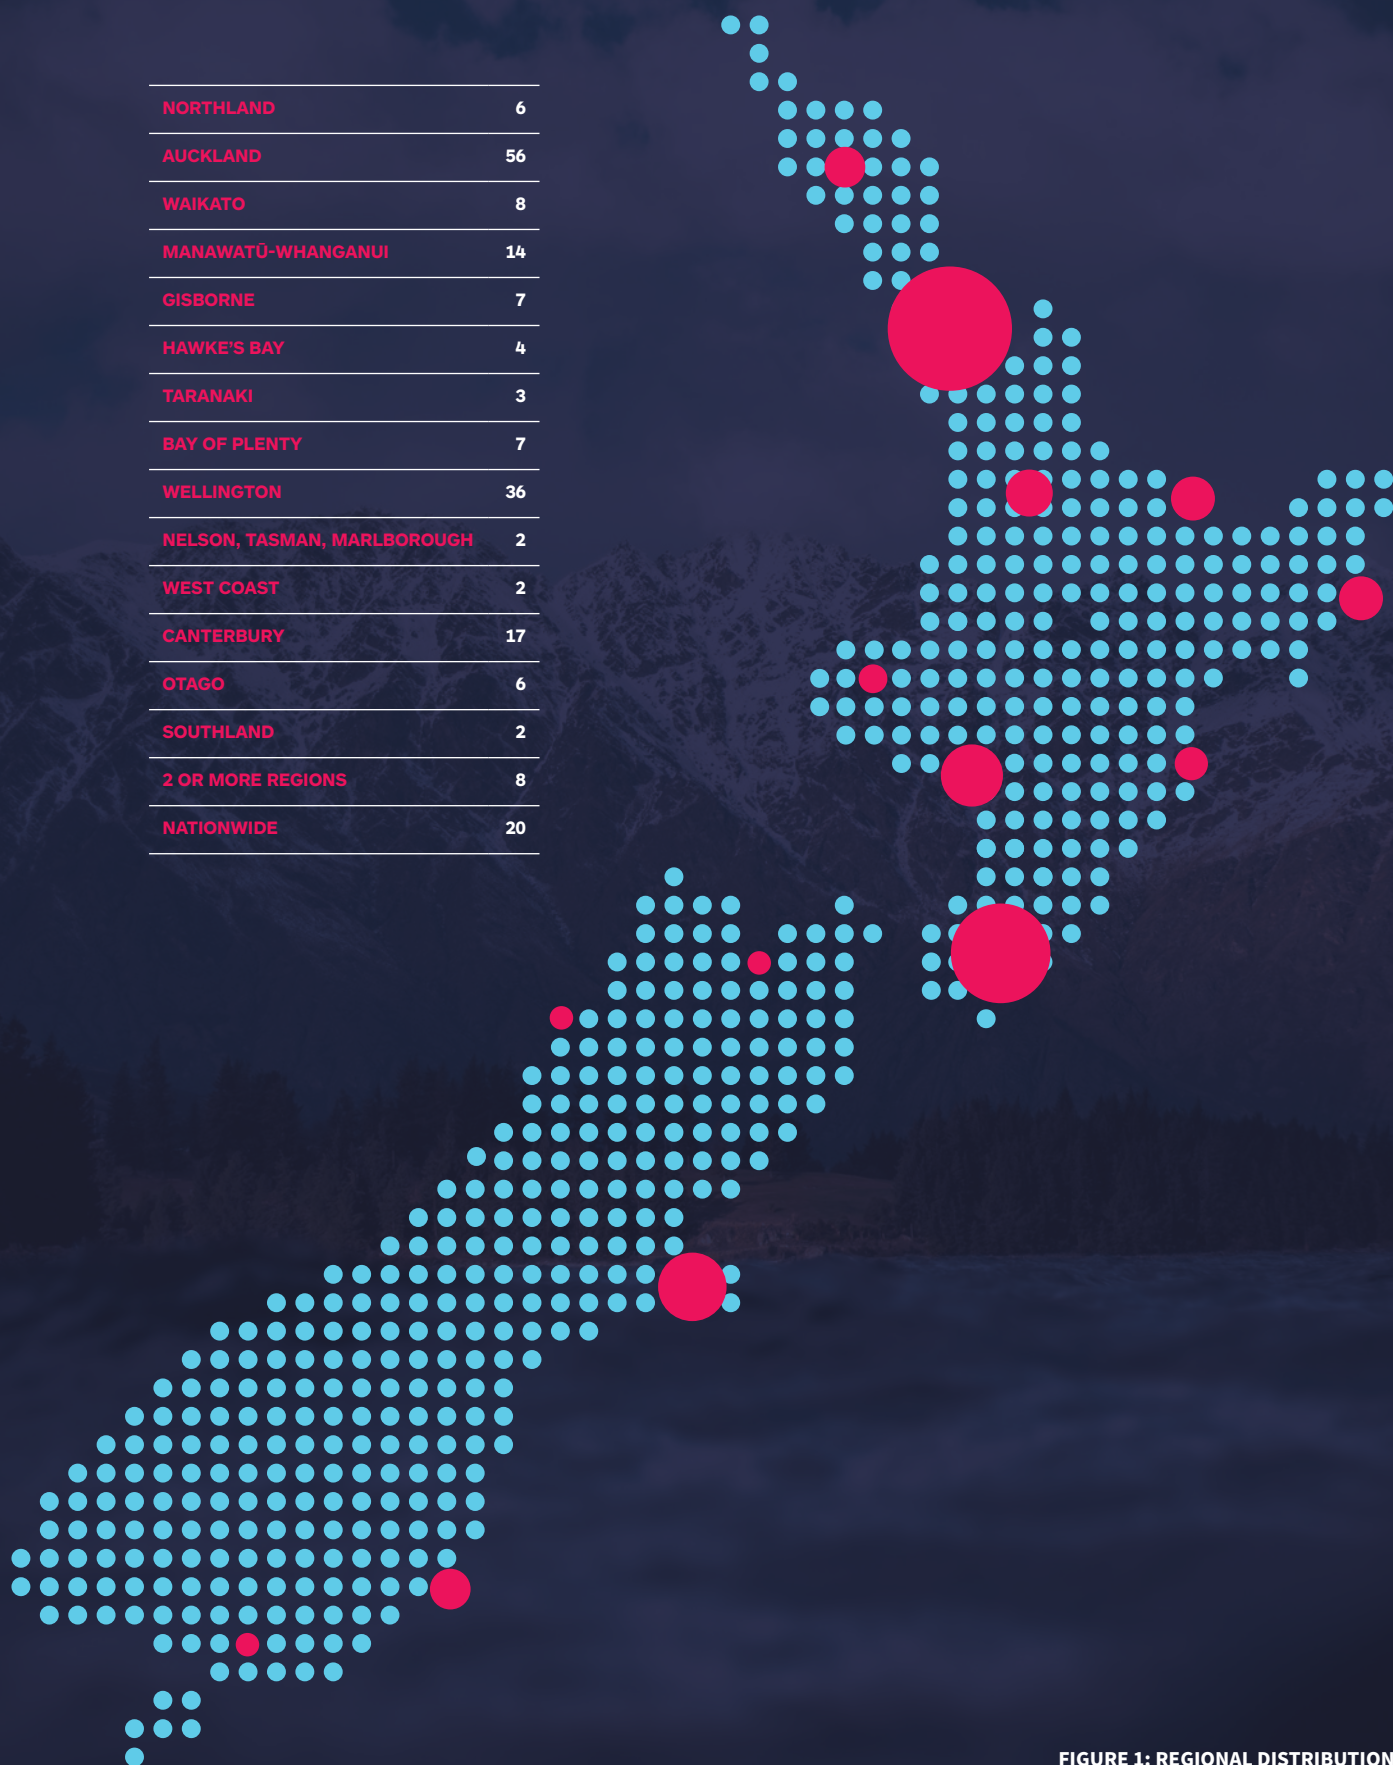 NORTHLAND 6
AUCKLAND 56
WAIKATO 8
MANAWATŪ-WHANGANUI 14
GISBORNE 7
HAWKE'S BAY 4
TARANAKI 3
BAY OF PLENTY 7
WELLINGTON 36
NELSON, TASMAN, MARLBOROUGH 2
WEST COAST 2
CANTERBURY 17
OTAGO 6
SOUTHLAND 2
2 OR MORE REGIONS 8
NATIONWIDE 20
FIGURE 1: REGIONAL DISTRIBUTION